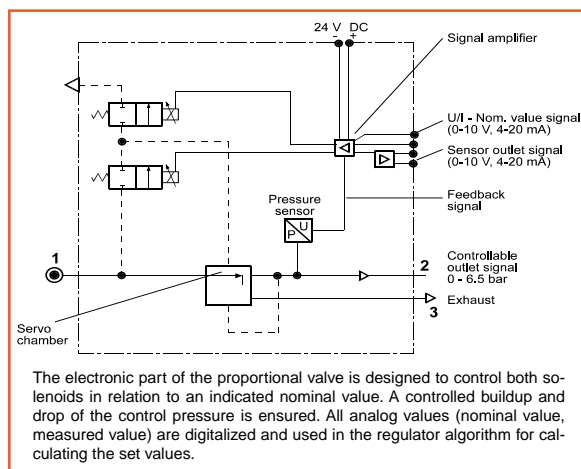 24 V DC
- +
Signal amplifier
U/I - Nom. value signal
(0-10 V, 4-20 mA)
Sensor outlet signal
(0-10 V, 4-20 mA)
Pressure
sensor
Feedback
signal
U
P
1
2
Controllable
outlet signal
0 - 6.5 bar
3
Exhaust
Servo
chamber
The electronic part of the proportional valve is designed to control both so-
lenoids in relation to an indicated nominal value. A controlled buildup and
drop of the control pressure is ensured. All analog values (nominal value,
measured value) are digitalized and used in the regulator algorithm for cal-
culating the set values.